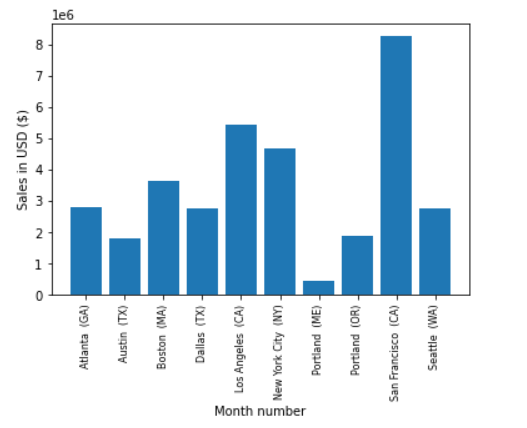 1e6
8
7
6
5
4
3
2
1
0
Sales in USD ($)
Atlanta (GA)
Austin (TX)
Boston (MA)
Dallas (TX)
Los Angeles (CA)
New York City (NY)
Portland (ME)
Portland (OR)
San Francisco (CA)
Seattle (WA)
Month number